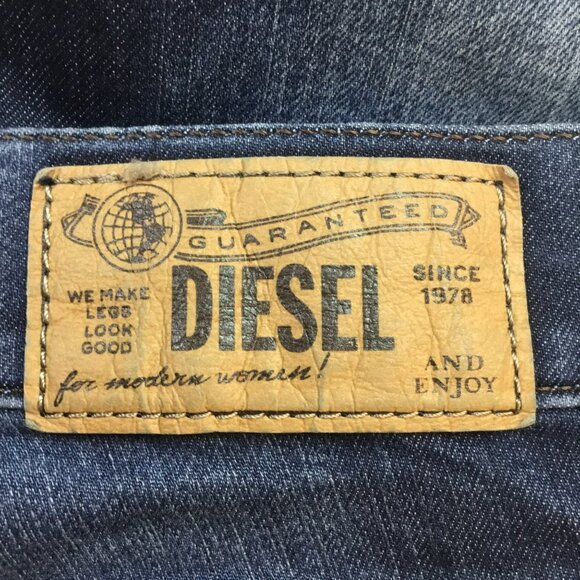 GUARANTEED
DIESEL
SINCE
1978
WE MAKE
LEGS
LOOK
GOOD
for modern women!
AND
ENJOY